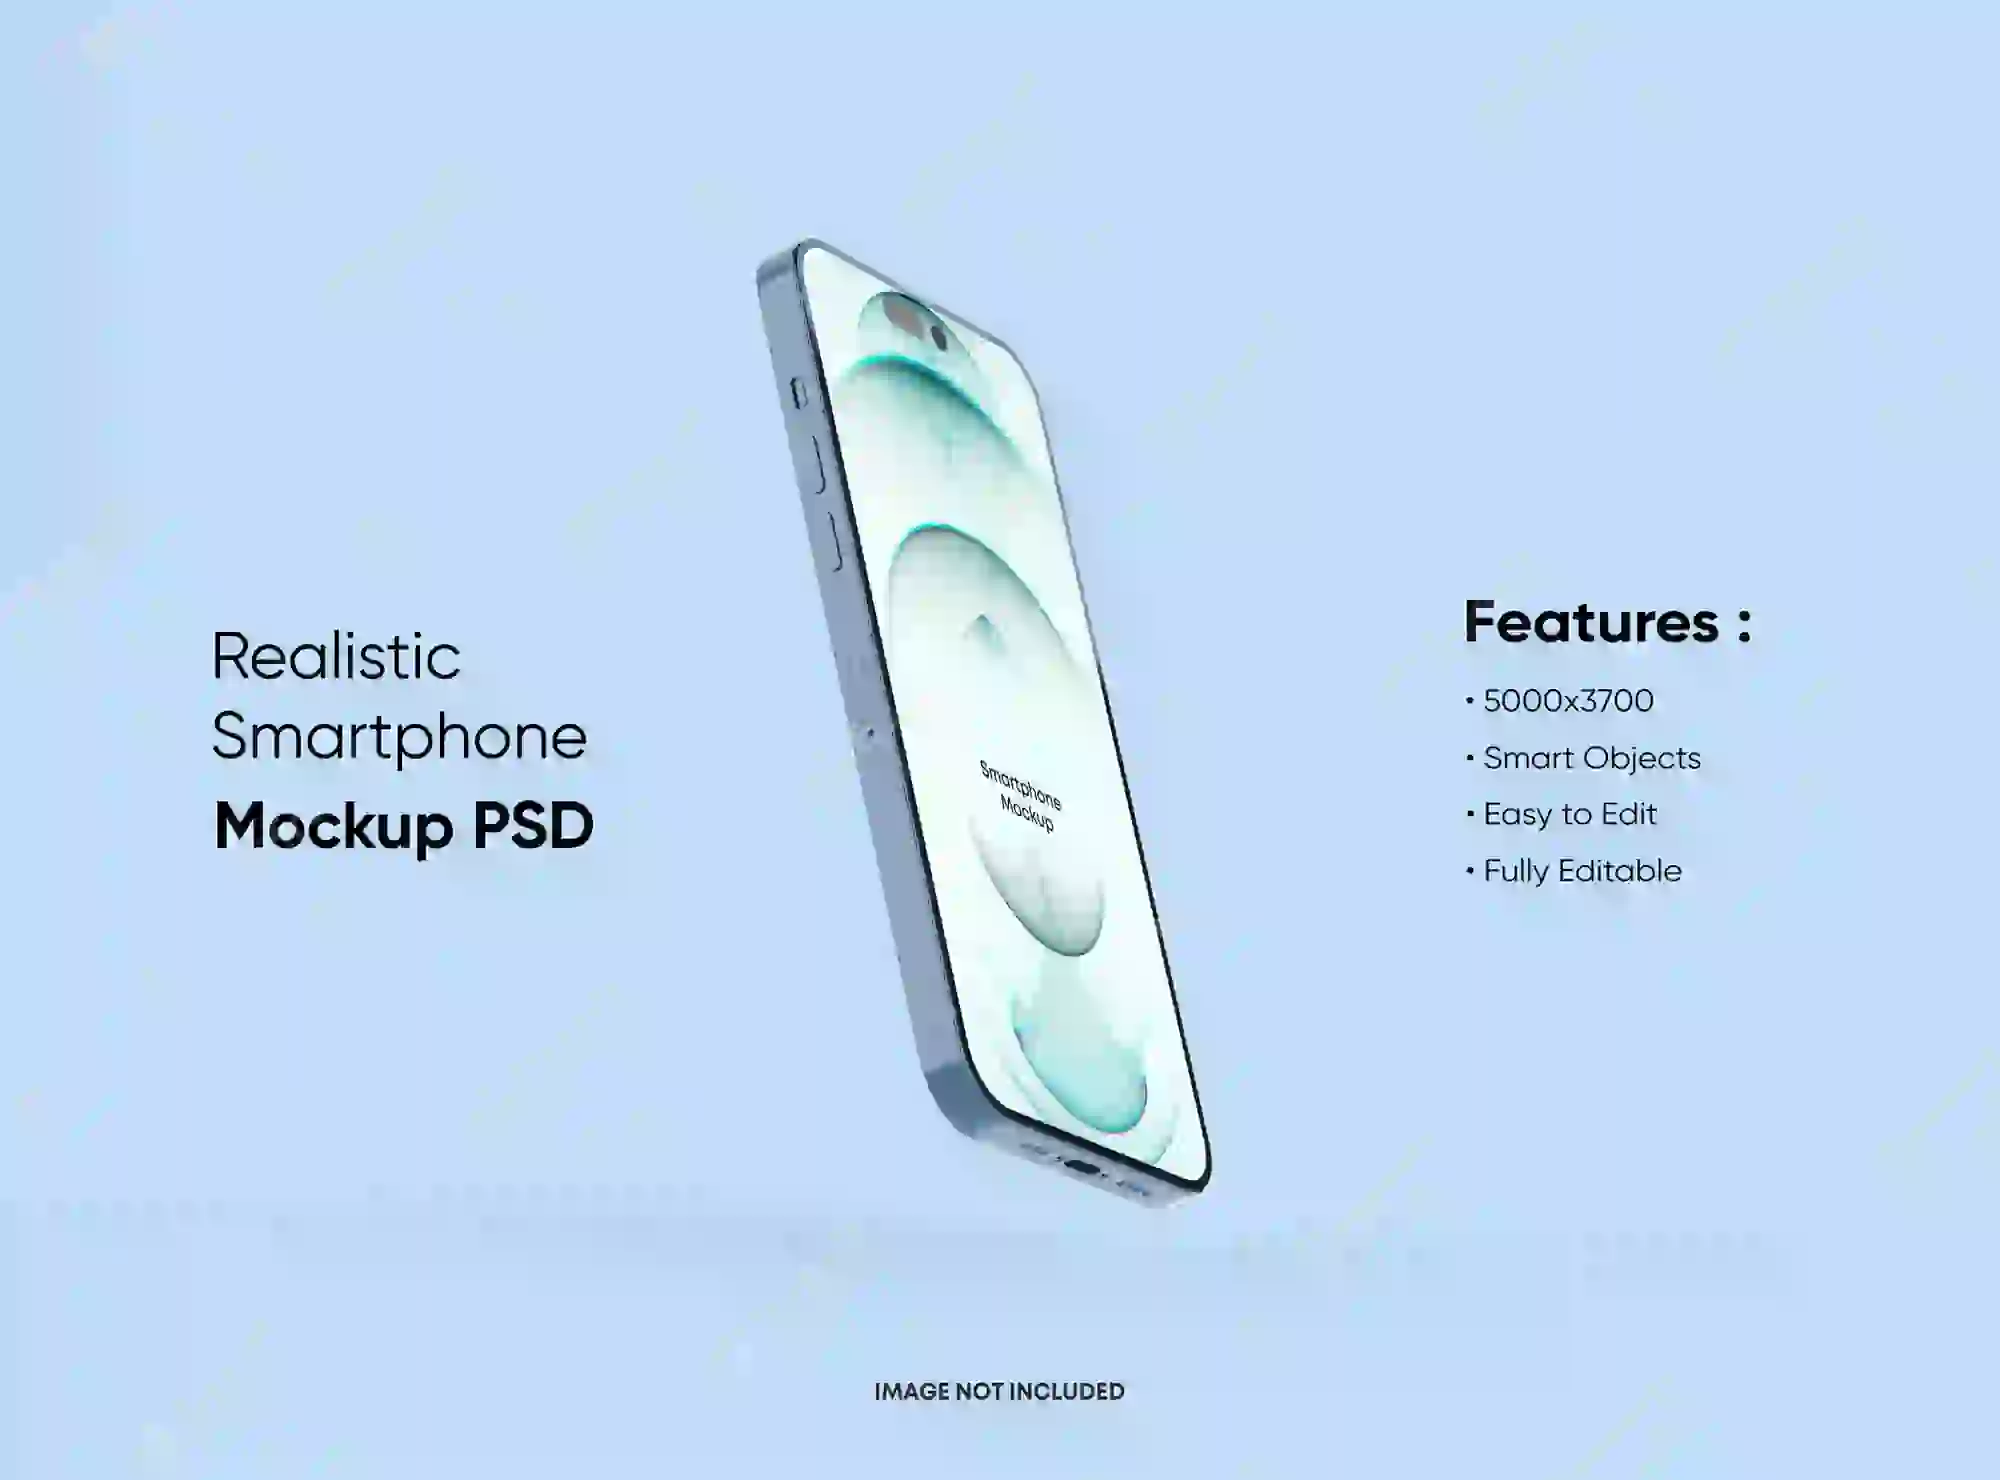 Realistic
Smartphone
Mockup PSD
Smartphone
Mockup
Features :
• 5000x3700
• Smart Objects
• Easy to Edit
• Fully Editable
IMAGE NOT INCLUDED